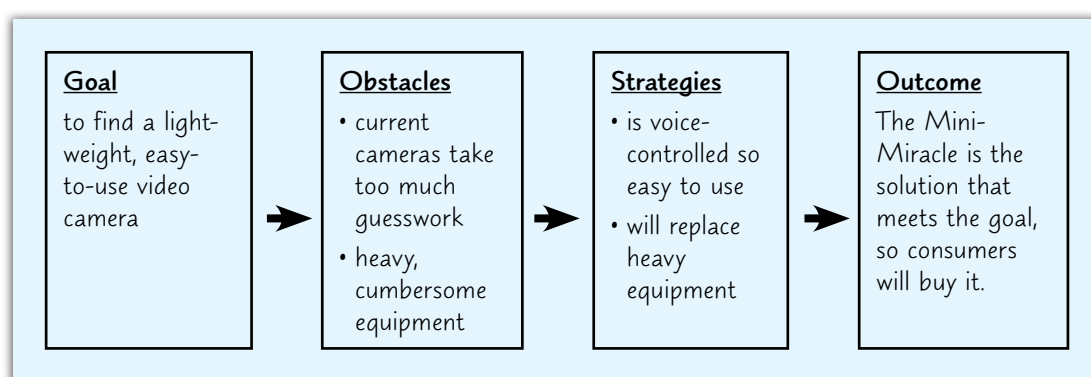 Goal
to find a light-
weight, easy-
to-use video
camera
Obstacles
• current
cameras take
too much
guesswork
• heavy,
cumbersome
equipment
Strategies
• is voice-
controlled so
easy to use
• will replace
heavy
equipment
Outcome
The Mini-
Miracle is the
solution that
meets the goal,
so consumers
will buy it.